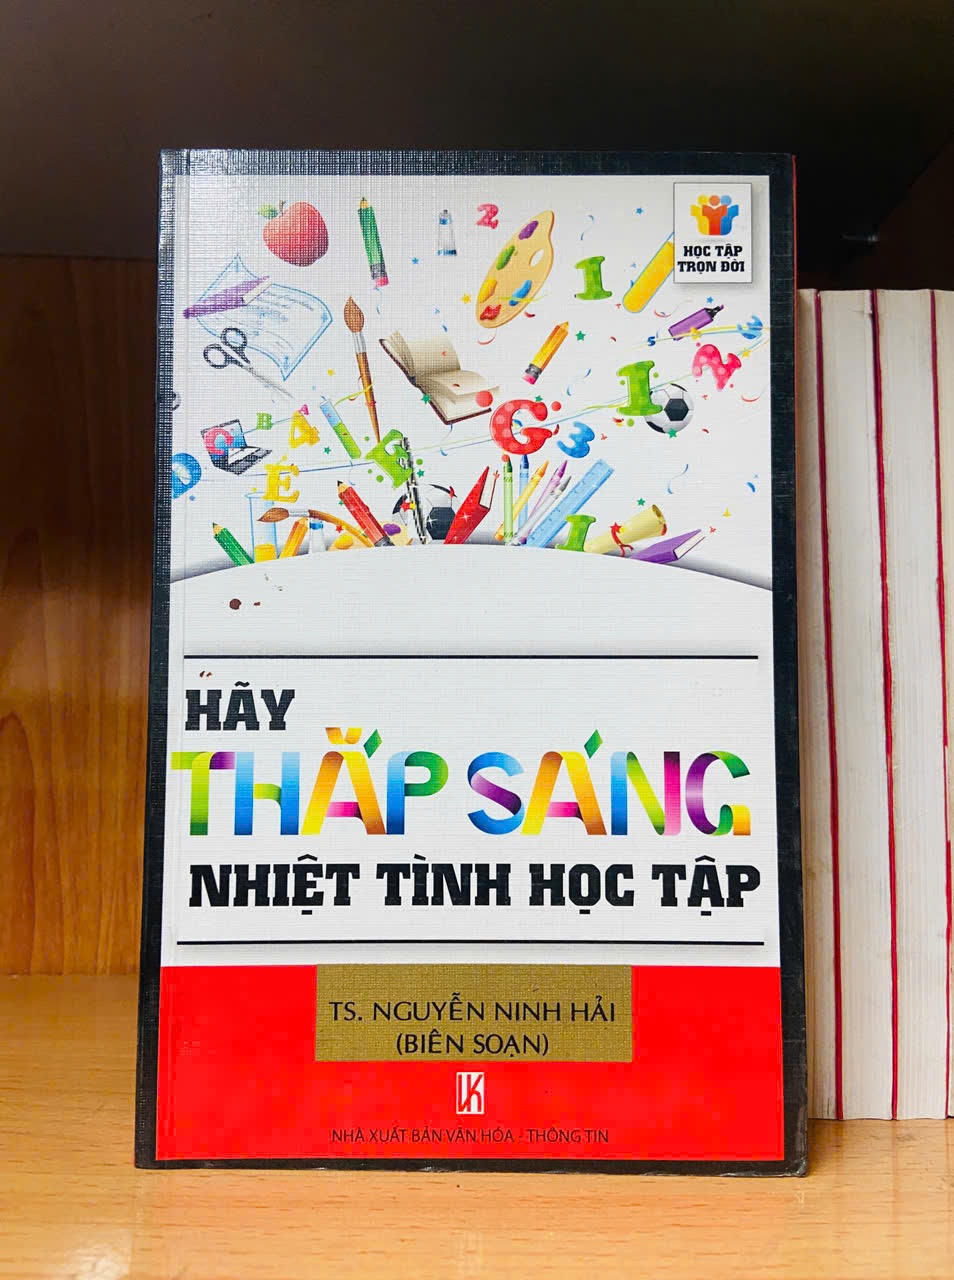 HỌC TẬP
TRỌN ĐỜI
HÃY
THẮP SÁNG
NHIỆT TÌNH HỌC TẬP
TS. NGUYỄN NINH HẢI
(BIÊN SOẠN)
NHÀ XUẤT BẢN VĂN HÓA - THÔNG TIN